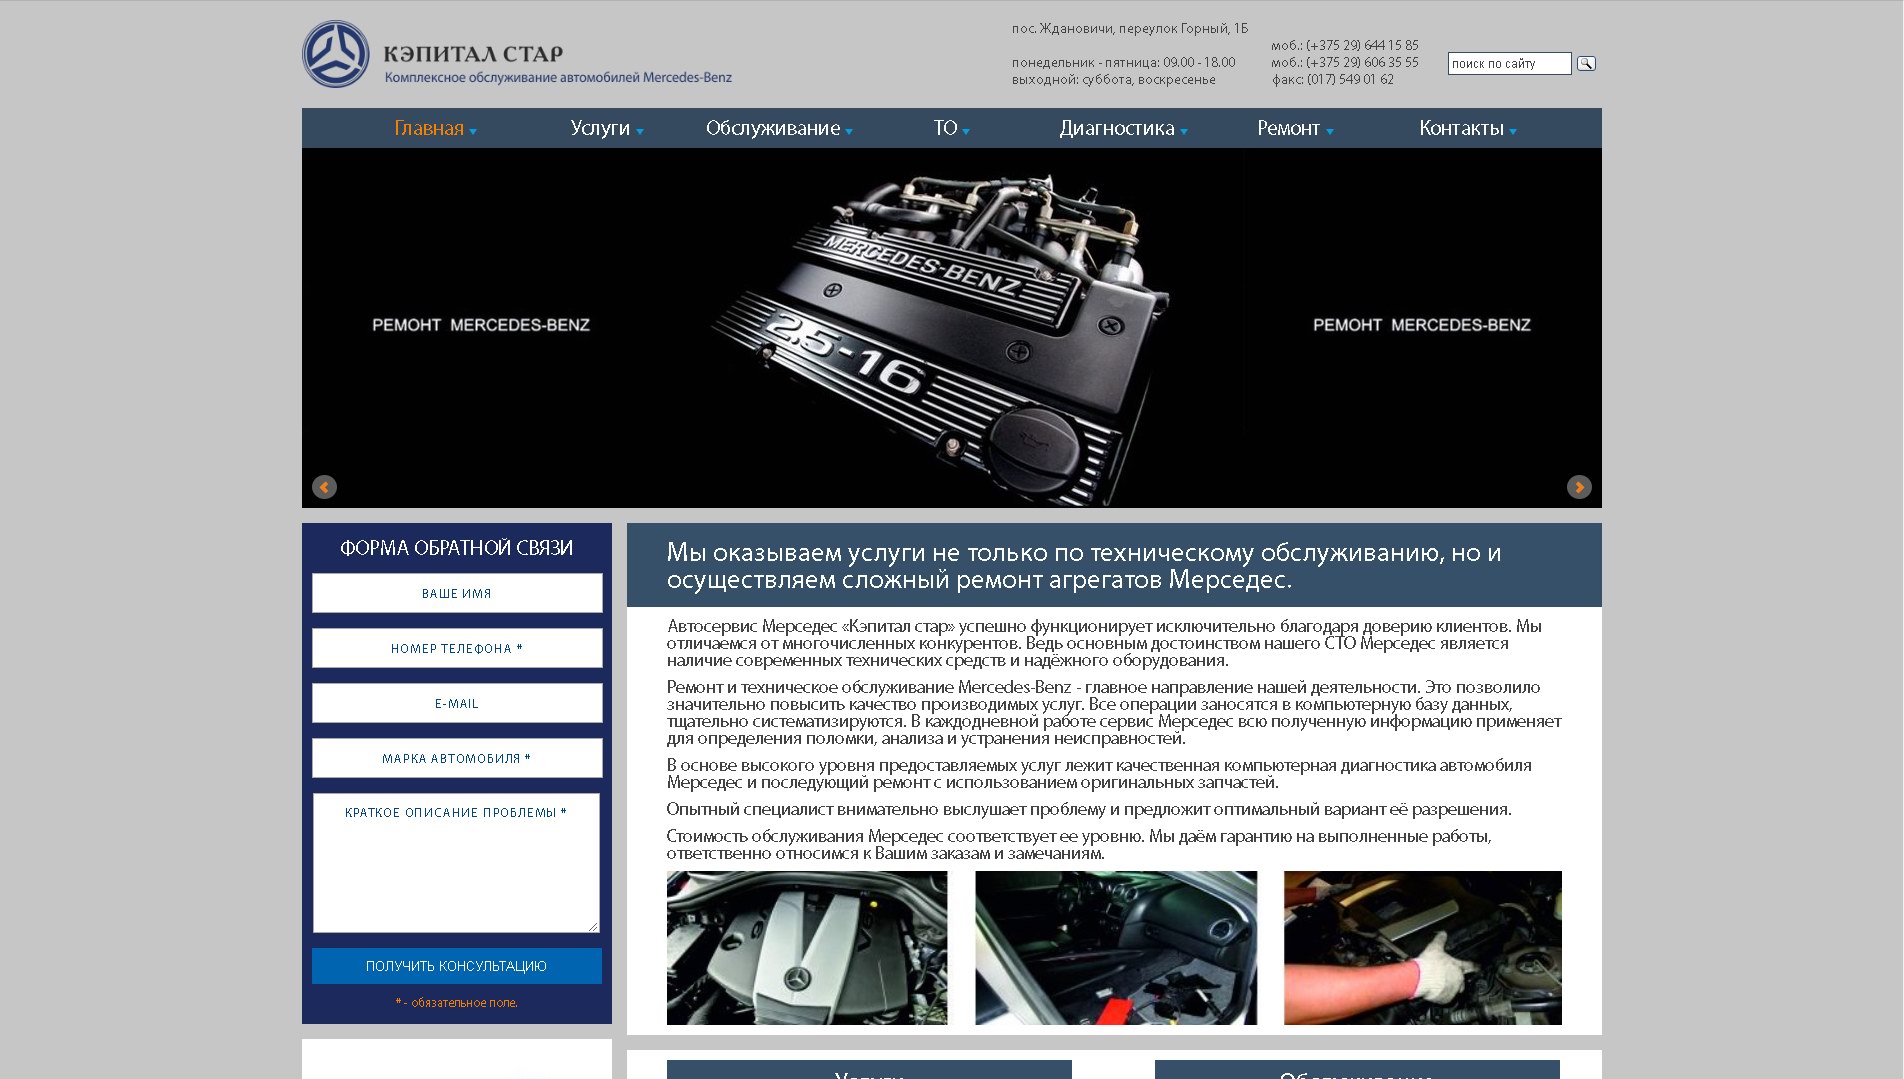 КЭПИТАЛ СТАР
Комплексное обслуживание автомобилей Mercedes-Benz
пос. Ждановичи, переулок Горный, 1Б
понедельник - пятница: 09.00 - 18.00
выходной: суббота, воскресенье
моб.: (+375 29) 644 15 85
моб.: (+375 29) 606 35 55
факс: (017) 549 01 62
поиск по сайту
Главная Услуги Обслуживание ТО Диагностика Ремонт Контакты
MERCEDES-BENZ
2.5-16
РЕМОНТ MERCEDES-BENZ
РЕМОНТ MERCEDES-BENZ
ФОРМА ОБРАТНОЙ СВЯЗИ
ВАШЕ ИМЯ
НОМЕР ТЕЛЕФОНА *
E-MAIL
МАРКА АВТОМОБИЛЯ *
КРАТКОЕ ОПИСАНИЕ ПРОБЛЕМЫ *
ПОЛУЧИТЬ КОНСУЛЬТАЦИЮ
* - обязательное поле.
Мы оказываем услуги не только по техническому обслуживанию, но и
осуществляем сложный ремонт агрегатов Мерседес.
Автосервис Мерседес «Кэпитал стар» успешно функционирует исключительно благодаря доверию клиентов. Мы
отличаемся от многочисленных конкурентов. Ведь основным достоинством нашего СТО Мерседес является
наличие современных технических средств и надёжного оборудования.
Ремонт и техническое обслуживание Mercedes-Benz - главное направление нашей деятельности. Это позволило
значительно повысить качество производимых услуг. Все операции заносятся в компьютерную базу данных,
тщательно систематизируются. В каждодневной работе сервис Мерседес всю полученную информацию применяет
для определения поломки, анализа и устранения неисправностей.
В основе высокого уровня предоставляемых услуг лежит качественная компьютерная диагностика автомобиля
Мерседес и последующий ремонт с использованием оригинальных запчастей.
Опытный специалист внимательно выслушает проблему и предложит оптимальный вариант её разрешения.
Стоимость обслуживания Мерседес соответствует ее уровню. Мы даём гарантию на выполненные работы,
ответственно относимся к Вашим заказам и замечаниям.
Услуги
Обслуживание